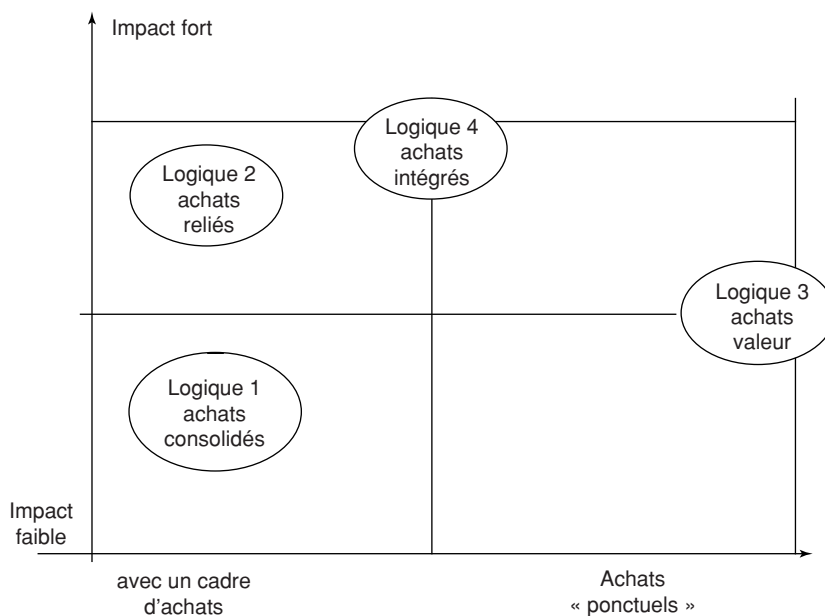 Impact fort
Logique 4
achats
intégrés
Logique 2
achats
reliés
Logique 3
achats
valeur
Logique 1
achats
consolidés
Impact
faible
avec un cadre
d'achats
Achats
« ponctuels »